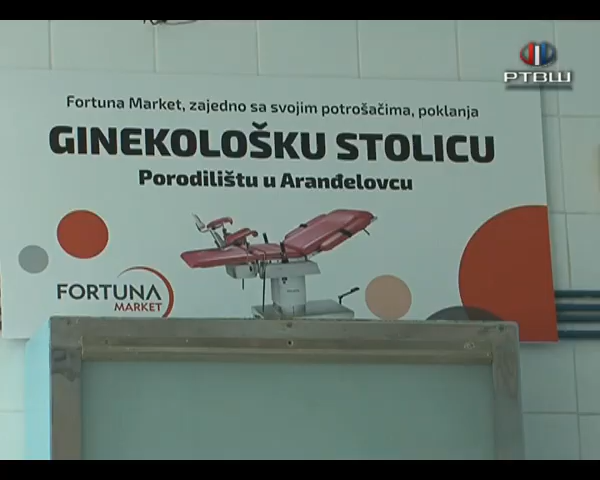 РТВШ
Fortuna Market, zajedno sa svojim potrošačima, poklanja
GINEKOLOŠKU STOLICU
Porodilištu u Aranđelovcu
FORTUNA
MARKET